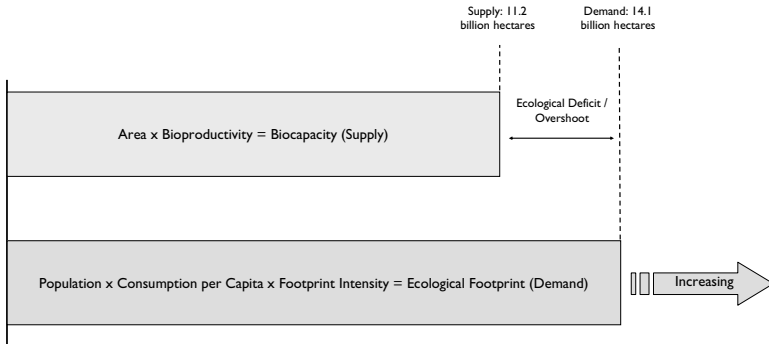 Supply: 11.2
billion hectares
Demand: 14.1
billion hectares
Ecological Deficit /
Overshoot
Area x Bioproductivity = Biocapacity (Supply)
Population x Consumption per Capita x Footprint Intensity = Ecological Footprint (Demand)
Increasing